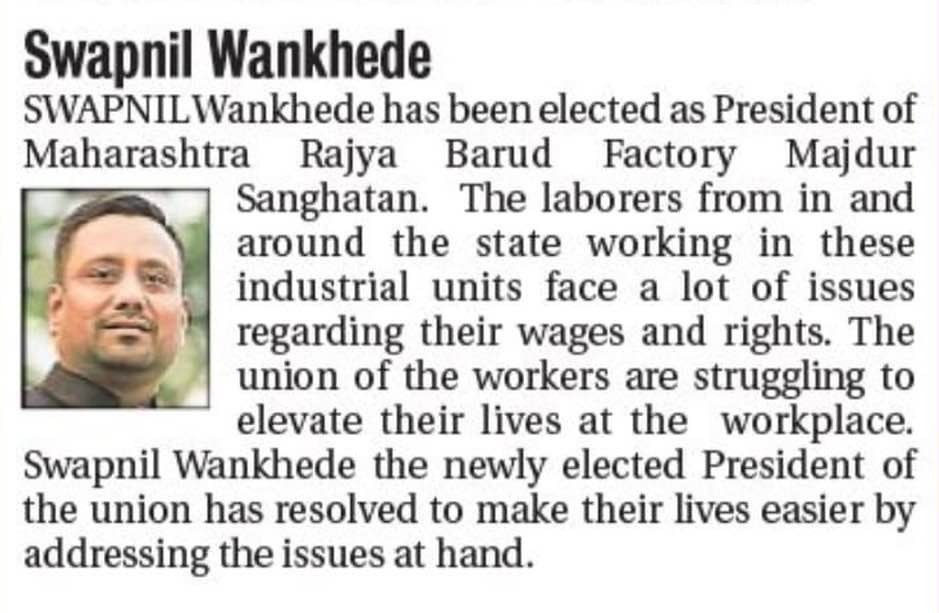 Swapnil Wankhede
SWAPNIL Wankhede has been elected as President of
Maharashtra Rajya Barud Factory Majdur
Sanghatan. The laborers from in and
around the state working in these
industrial units face a lot of issues
regarding their wages and rights. The
union of the workers are struggling to
elevate their lives at the workplace.
Swapnil Wankhede the newly elected President of
the union has resolved to make their lives easier by
addressing the issues at hand.